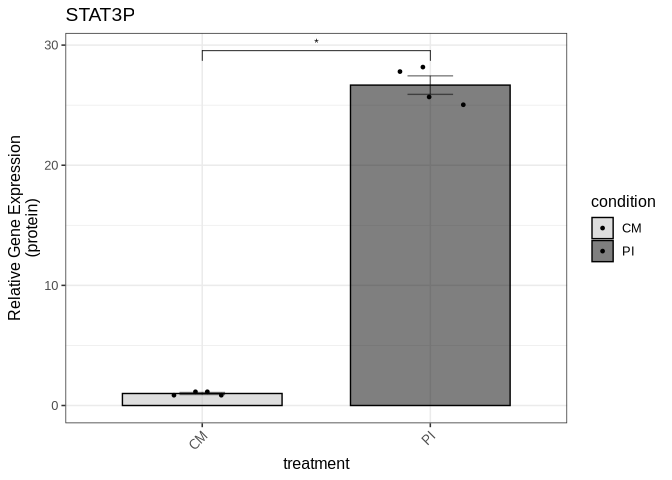 STAT3P
*
30
20
10
0
Relative Gene Expression
(protein)
CM
PI
treatment
condition
CM
PI